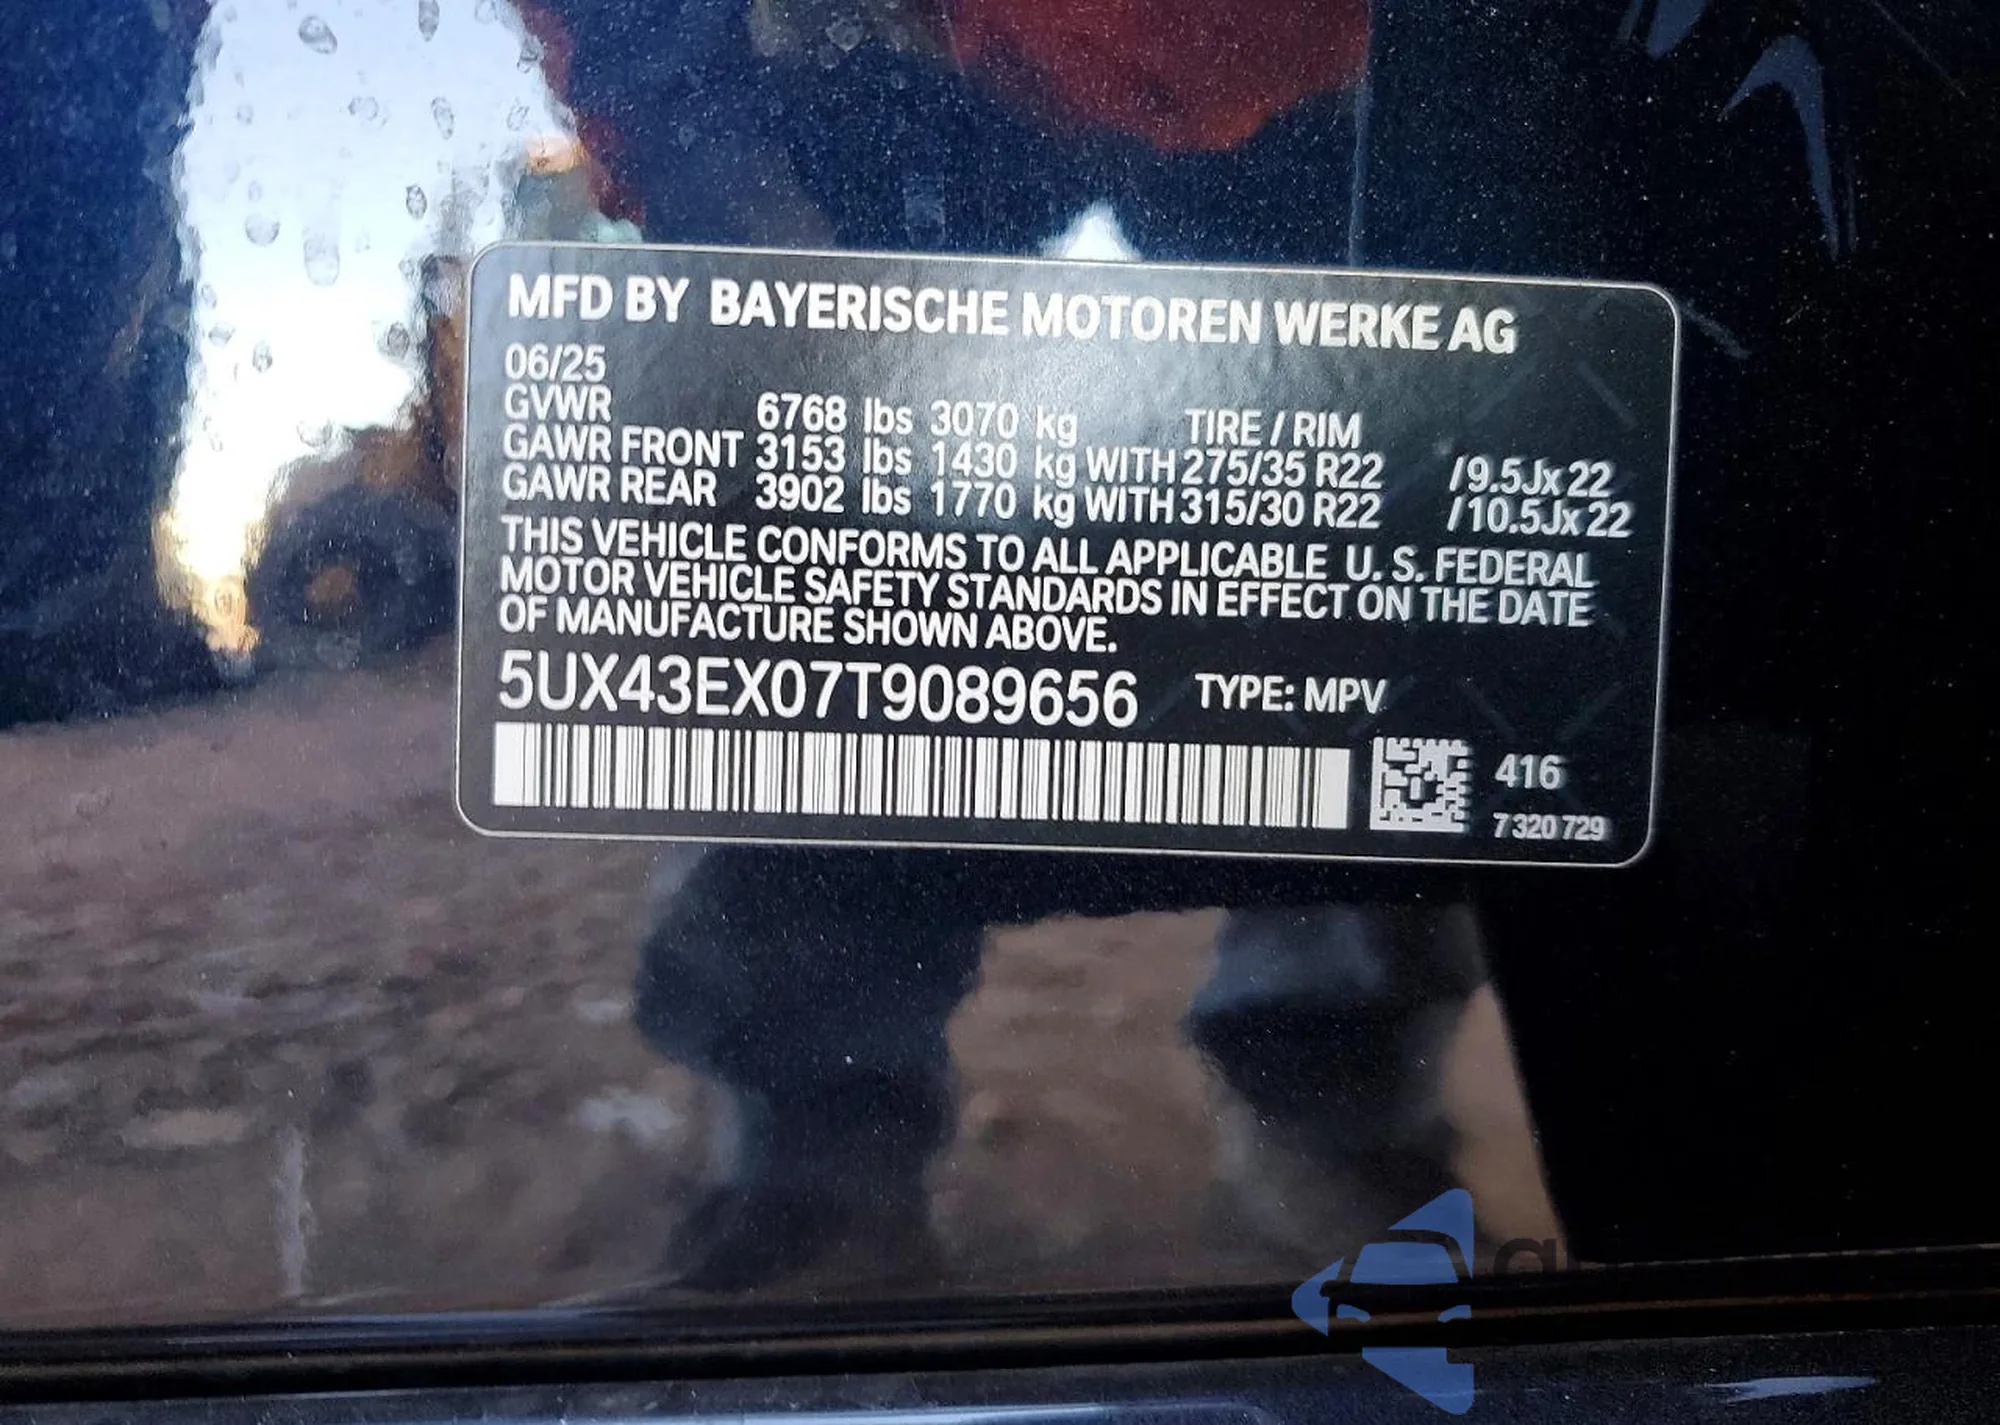 MFD BY BAYERISCHE MOTOREN WERKE AG
06/25
GVWR 6768 lbs 3070 kg TIRE / RIM
GAWR FRONT 3153 lbs 1430 kg WITH 275/35 R22 /9.5Jx22
GAWR REAR 3902 lbs 1770 kg WITH 315/30 R22 /10.5Jx22
THIS VEHICLE CONFORMS TO ALL APPLICABLE U. S. FEDERAL
MOTOR VEHICLE SAFETY STANDARDS IN EFFECT ON THE DATE
OF MANUFACTURE SHOWN ABOVE.
5UX43EX07T9089656 TYPE: MPV
416
7 320 729